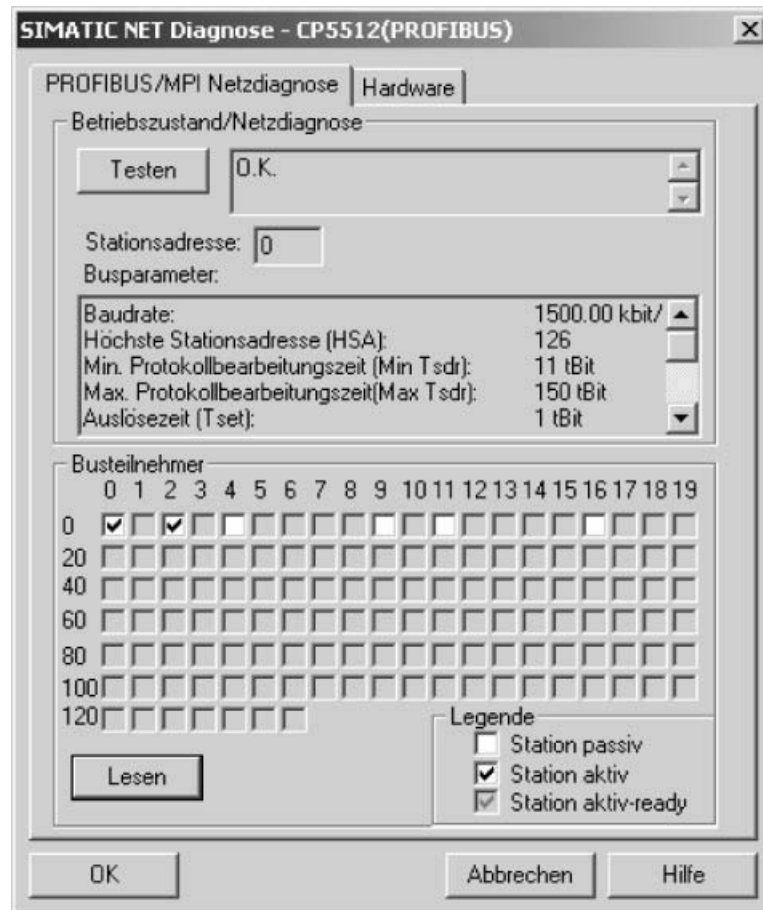 SIMATIC NET Diagnose - CP5512(PROFIBUS)
PROFIBUS/MPI Netzdiagnose
Hardware
Betriebszustand/Netzdiagnose
Testen
O.K.
Stationsadresse: 0
Busparameter:
Baudrate: 1500.00 kbit/
Höchste Stationsadresse (HSA): 126
Min. Protokollbearbeitungszeit (Min Tsdr): 11 tBit
Max. Protokollbearbeitungszeit(Max Tsdr): 150 tBit
Auslösezeit (Tset): 1 tBit
Busteilnehmer
0 1 2 3 4 5 6 7 8 9 10 11 12 13 14 15 16 17 18 19
0
20
40
60
80
100
120
Legende
Station passiv
Station aktiv
Station aktiv-ready
Lesen
OK
Abbrechen
Hilfe